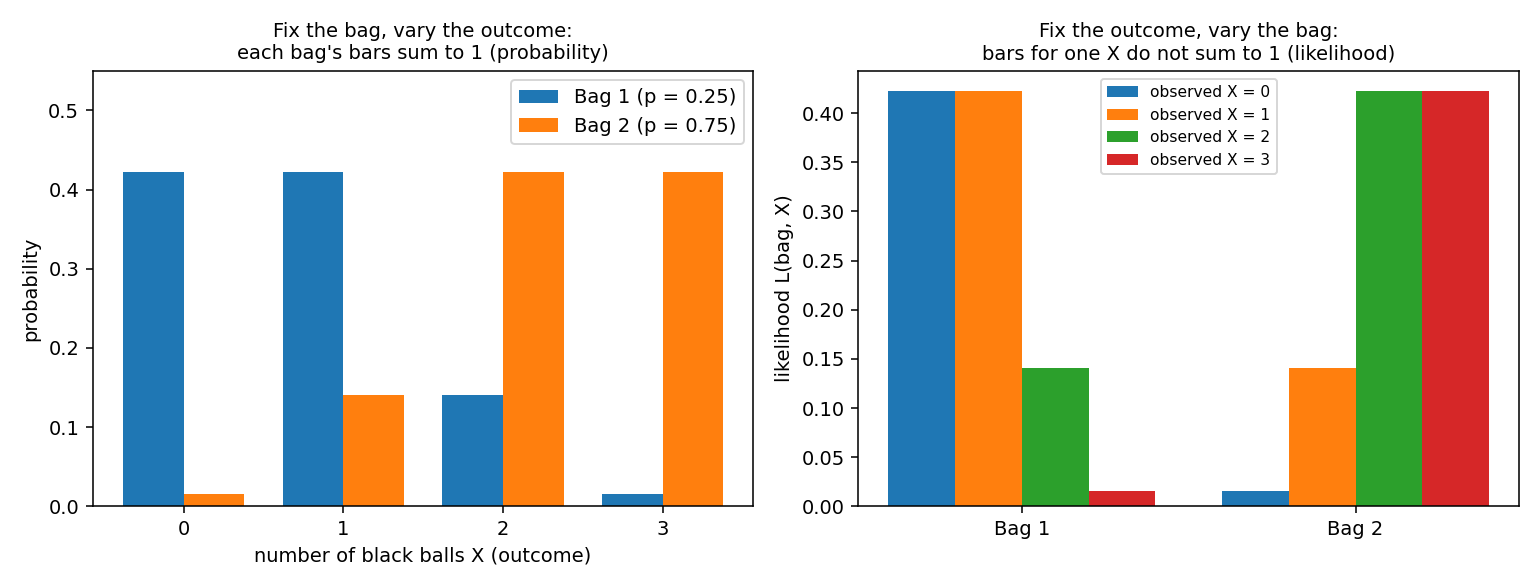 Fix the bag, vary the outcome:
each bag's bars sum to 1 (probability)
Bag 1 (p = 0.25)
Bag 2 (p = 0.75)
probability
0.5
0.4
0.3
0.2
0.1
0.0
0
1
2
3
number of black balls X (outcome)
Fix the outcome, vary the bag:
bars for one X do not sum to 1 (likelihood)
observed X = 0
observed X = 1
observed X = 2
observed X = 3
likelihood L(bag, X)
0.40
0.35
0.30
0.25
0.20
0.15
0.10
0.05
0.00
Bag 1
Bag 2